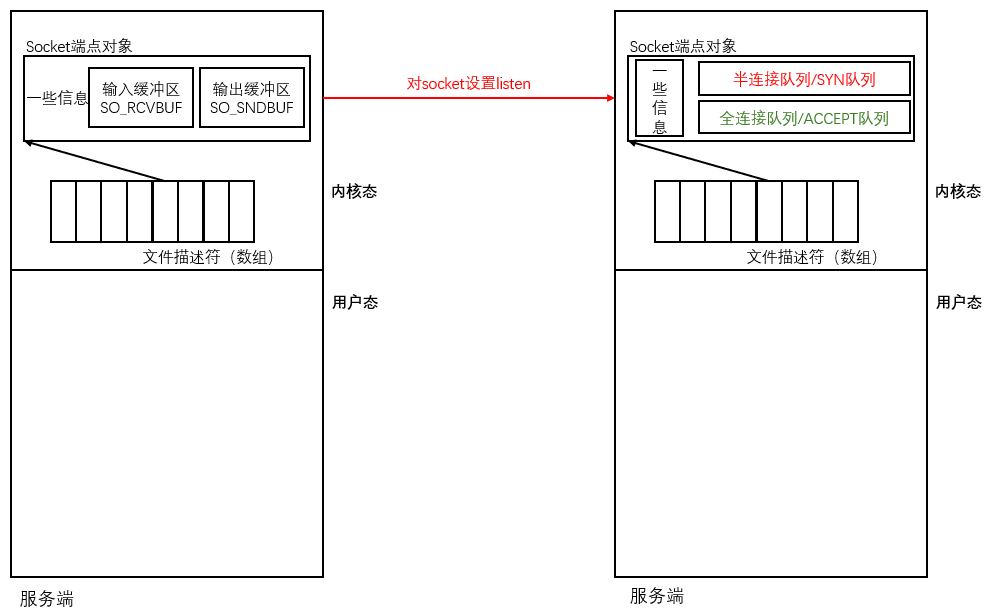 Socket端点对象
一些信息
输入缓冲区
SO_RCVBUF
输出缓冲区
SO_SNDBUF
文件描述符（数组）
内核态
用户态
服务端
对socket设置listen
Socket端点对象
一些信息
半连接队列/SYN队列
全连接队列/ACCEPT队列
文件描述符（数组）
内核态
用户态
服务端